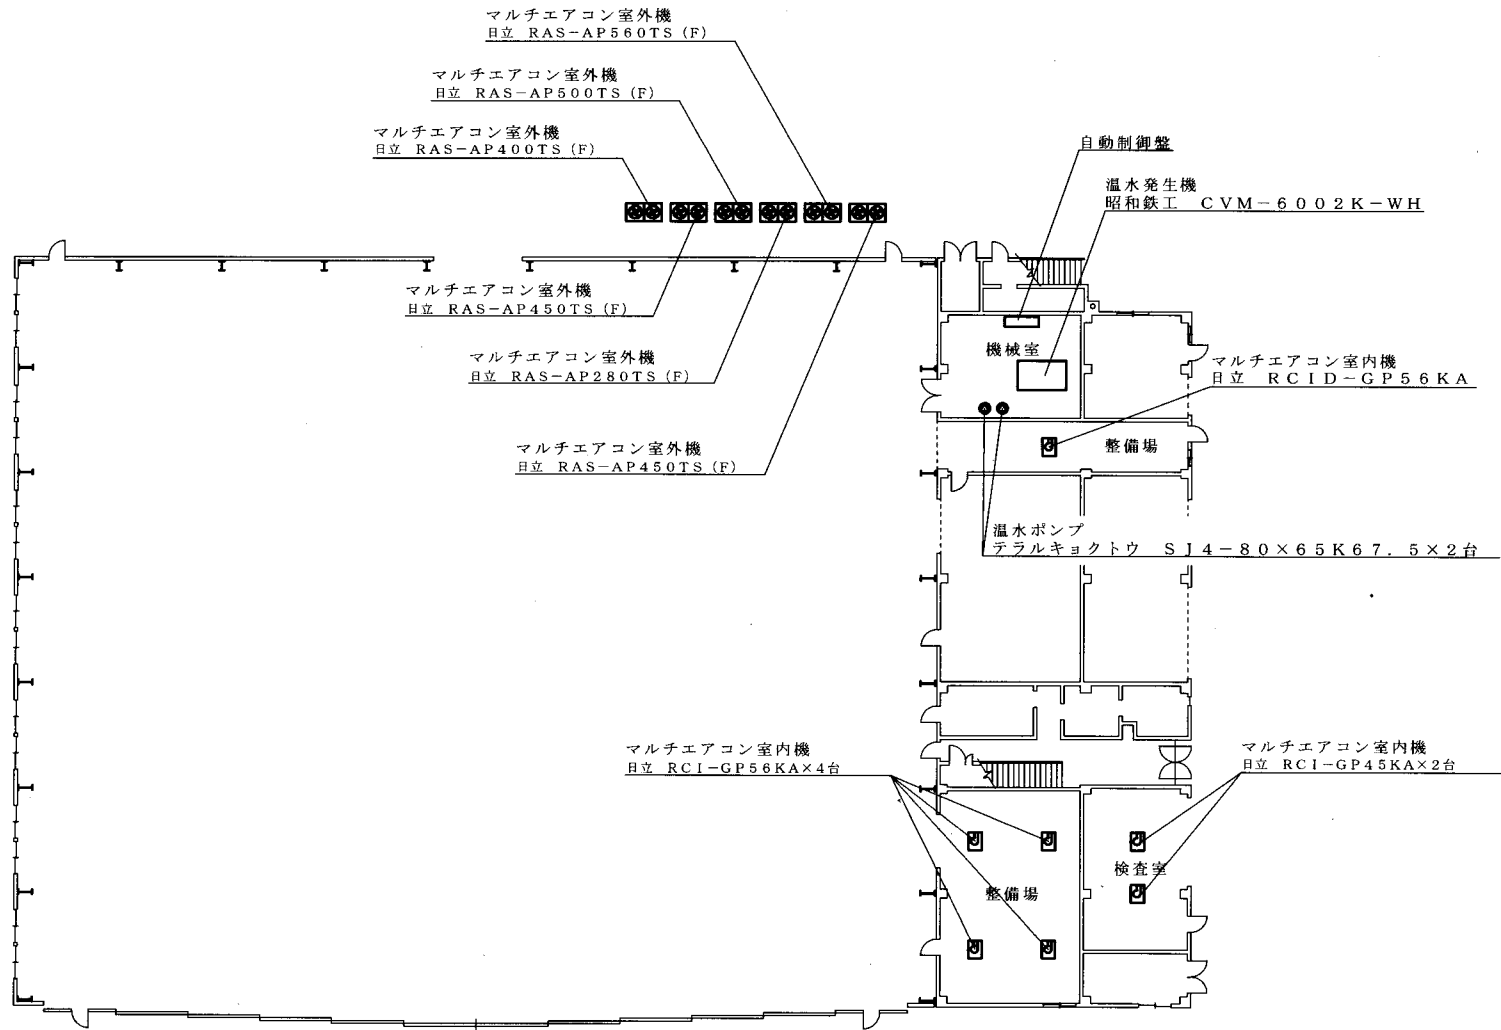 マルチエアコン室外機
日立 RAS－AP560TS（F）
マルチエアコン室外機
日立 RAS－AP500TS（F）
マルチエアコン室外機
日立 RAS－AP400TS（F）
自動制御盤
温水発生機
昭和鉄工 CVM－6002K－WH
マルチエアコン室外機
日立 RAS－AP450TS（F）
機械室
マルチエアコン室外機
日立 RAS－AP280TS（F）
マルチエアコン室内機
日立 RCID－GP56KA
マルチエアコン室外機
日立 RAS－AP450TS（F）
整備場
温水ポンプ
テラルキョクトウ SJ4－80×65K67．5×2台
マルチエアコン室内機
日立 RCI－GP56KA×4台
マルチエアコン室内機
日立 RCI－GP45KA×2台
検査室
整備場